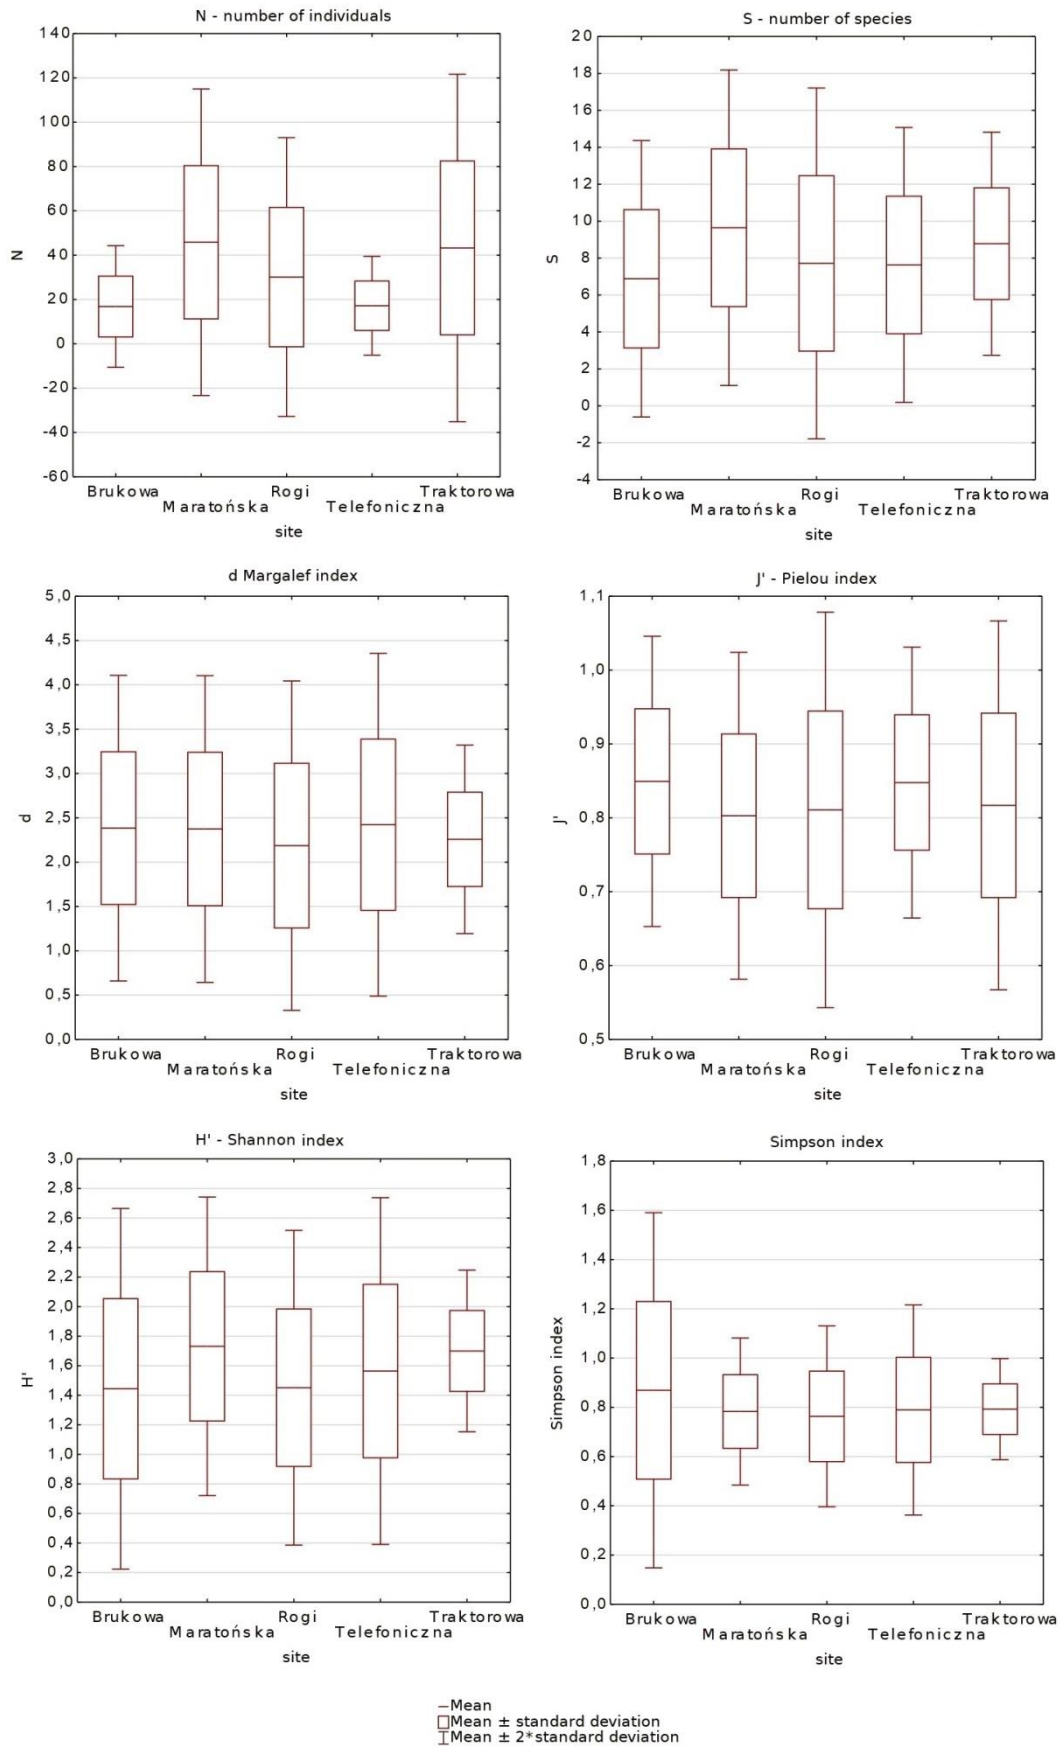 N - number of individuals
140
120
100
80
60
40
20
0
-20
-40
-60
N
Brukowa
Maratońska
Rogi
Telefoniczna
Traktorowa
site
S - number of species
20
18
16
14
12
10
8
6
4
2
0
-2
-4
S
Brukowa
Maratońska
Rogi
Telefoniczna
Traktorowa
site
d Margalef index
5,0
4,5
4,0
3,5
3,0
2,5
2,0
1,5
1,0
0,5
0,0
d
Brukowa
Maratońska
Rogi
Telefoniczna
Traktorowa
site
J' - Pielou index
1,1
1,0
0,9
0,8
0,7
0,6
0,5
J'
Brukowa
Maratońska
Rogi
Telefoniczna
Traktorowa
site
H' - Shannon index
3,0
2,8
2,6
2,4
2,2
2,0
1,8
1,6
1,4
1,2
1,0
0,8
0,6
0,4
0,2
0,0
H'
Brukowa
Maratońska
Rogi
Telefoniczna
Traktorowa
site
Simpson index
1,8
1,6
1,4
1,2
1,0
0,8
0,6
0,4
0,2
0,0
Simpson index
Brukowa
Maratońska
Rogi
Telefoniczna
Traktorowa
site
Mean
Mean ± standard deviation
Mean ± 2*standard deviation